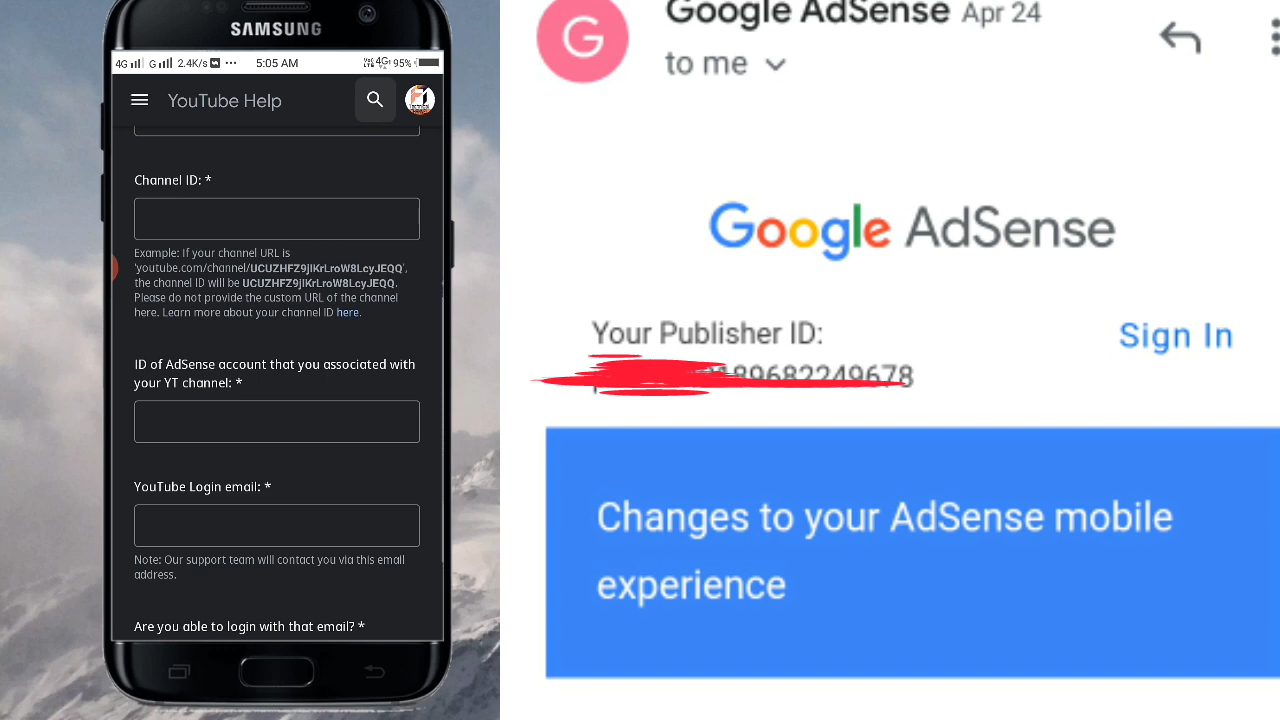 SAMSUNG
4G G 2.4K/s ... 5:05 AM 4G 95%
YouTube Help
Channel ID: *
Example: If your channel URL is
'youtube.com/channel/UCUZHFZ9jIKrLroW8LcyJEQQ',
the channel ID will be UCUZHFZ9jIKrLroW8LcyJEQQ.
Please do not provide the custom URL of the channel
here. Learn more about your channel ID here.
ID of AdSense account that you associated with
your YT channel: *
YouTube Login email: *
Note: Our support team will contact you via this email
address.
Are you able to login with that email? *
G
Google AdSense Apr 24
to me
Google AdSense
Your Publisher ID:
Sign In
Changes to your AdSense mobile
experience